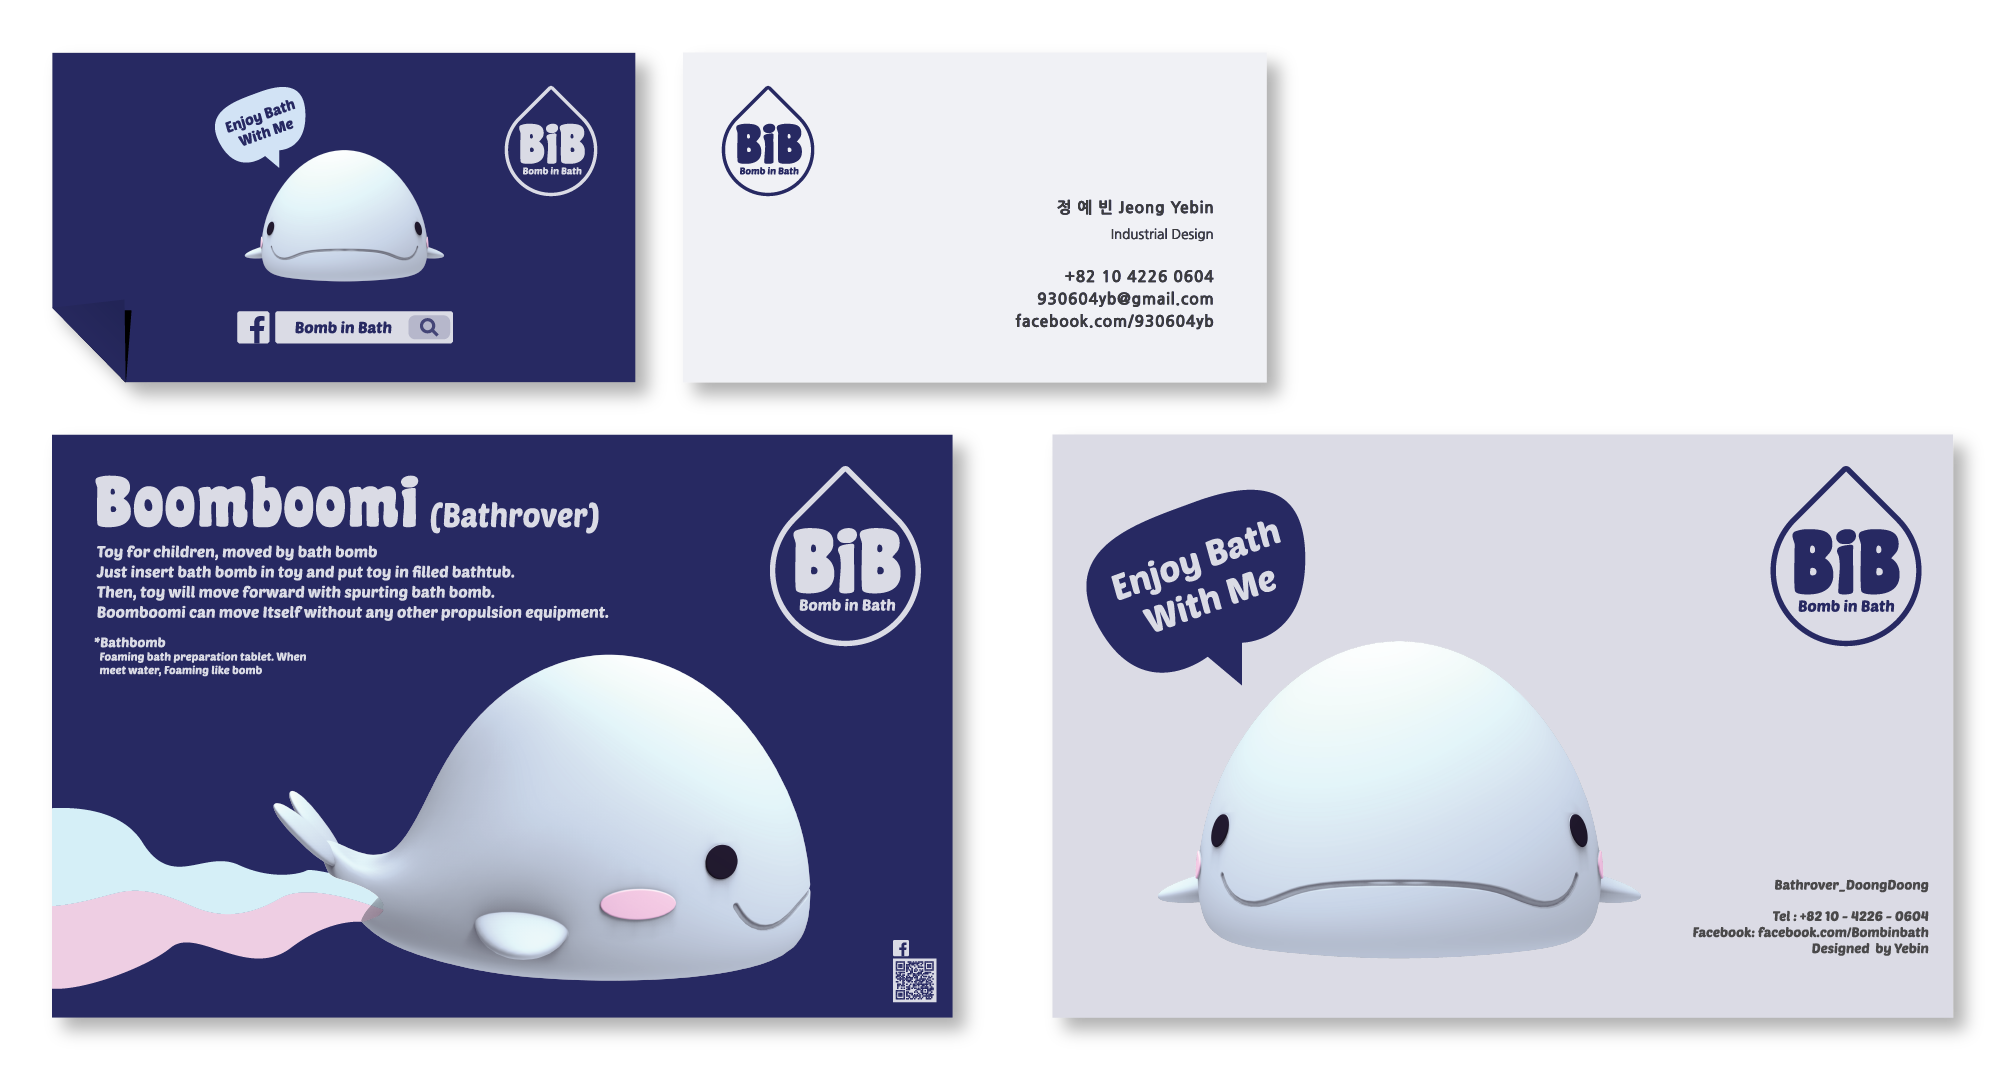 Enjoy Bath
With Me
BiB
Bomb in Bath
Bomb in Bath
BiB
Bomb in Bath
정 예 빈 Jeong Yebin
Industrial Design
+82 10 4226 0604
930604yb@gmail.com
facebook.com/930604yb
Boomboomi (Bathrover)
Toy for children, moved by bath bomb
Just insert bath bomb in toy and put toy in filled bathtub.
Then, toy will move forward with spurting bath bomb.
Boomboomi can move Itself without any other propulsion equipment.
*Bathbomb
Foaming bath preparation tablet. When
meet water, Foaming like bomb
BiB
Bomb in Bath
Enjoy Bath
With Me
BiB
Bomb in Bath
Bathrover_DoongDoong
Tel : +82 10 - 4226 - 0604
Facebook: facebook.com/Bombinbath
Designed by Yebin